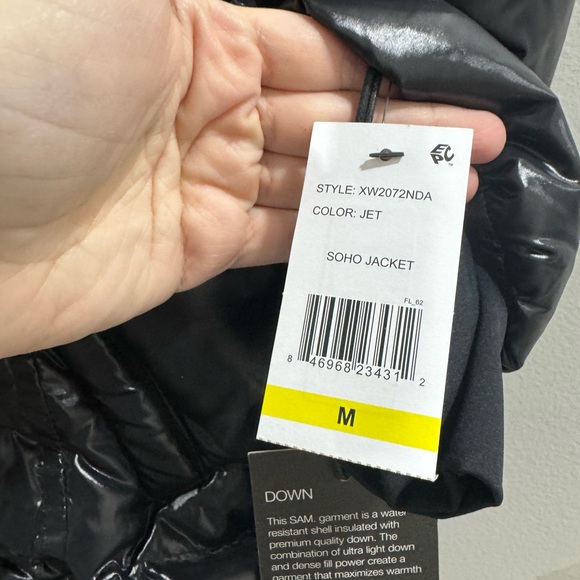 EPC
STYLE: XW2072NDA
COLOR: JET
SOHO JACKET
FL_62
8 46968 23431 2
M
DOWN
This SAM. garment is a water
resistant shell insulated with
premium quality down. The
combination of ultra light down
and dense fill power create a
garment that maximizes warmth